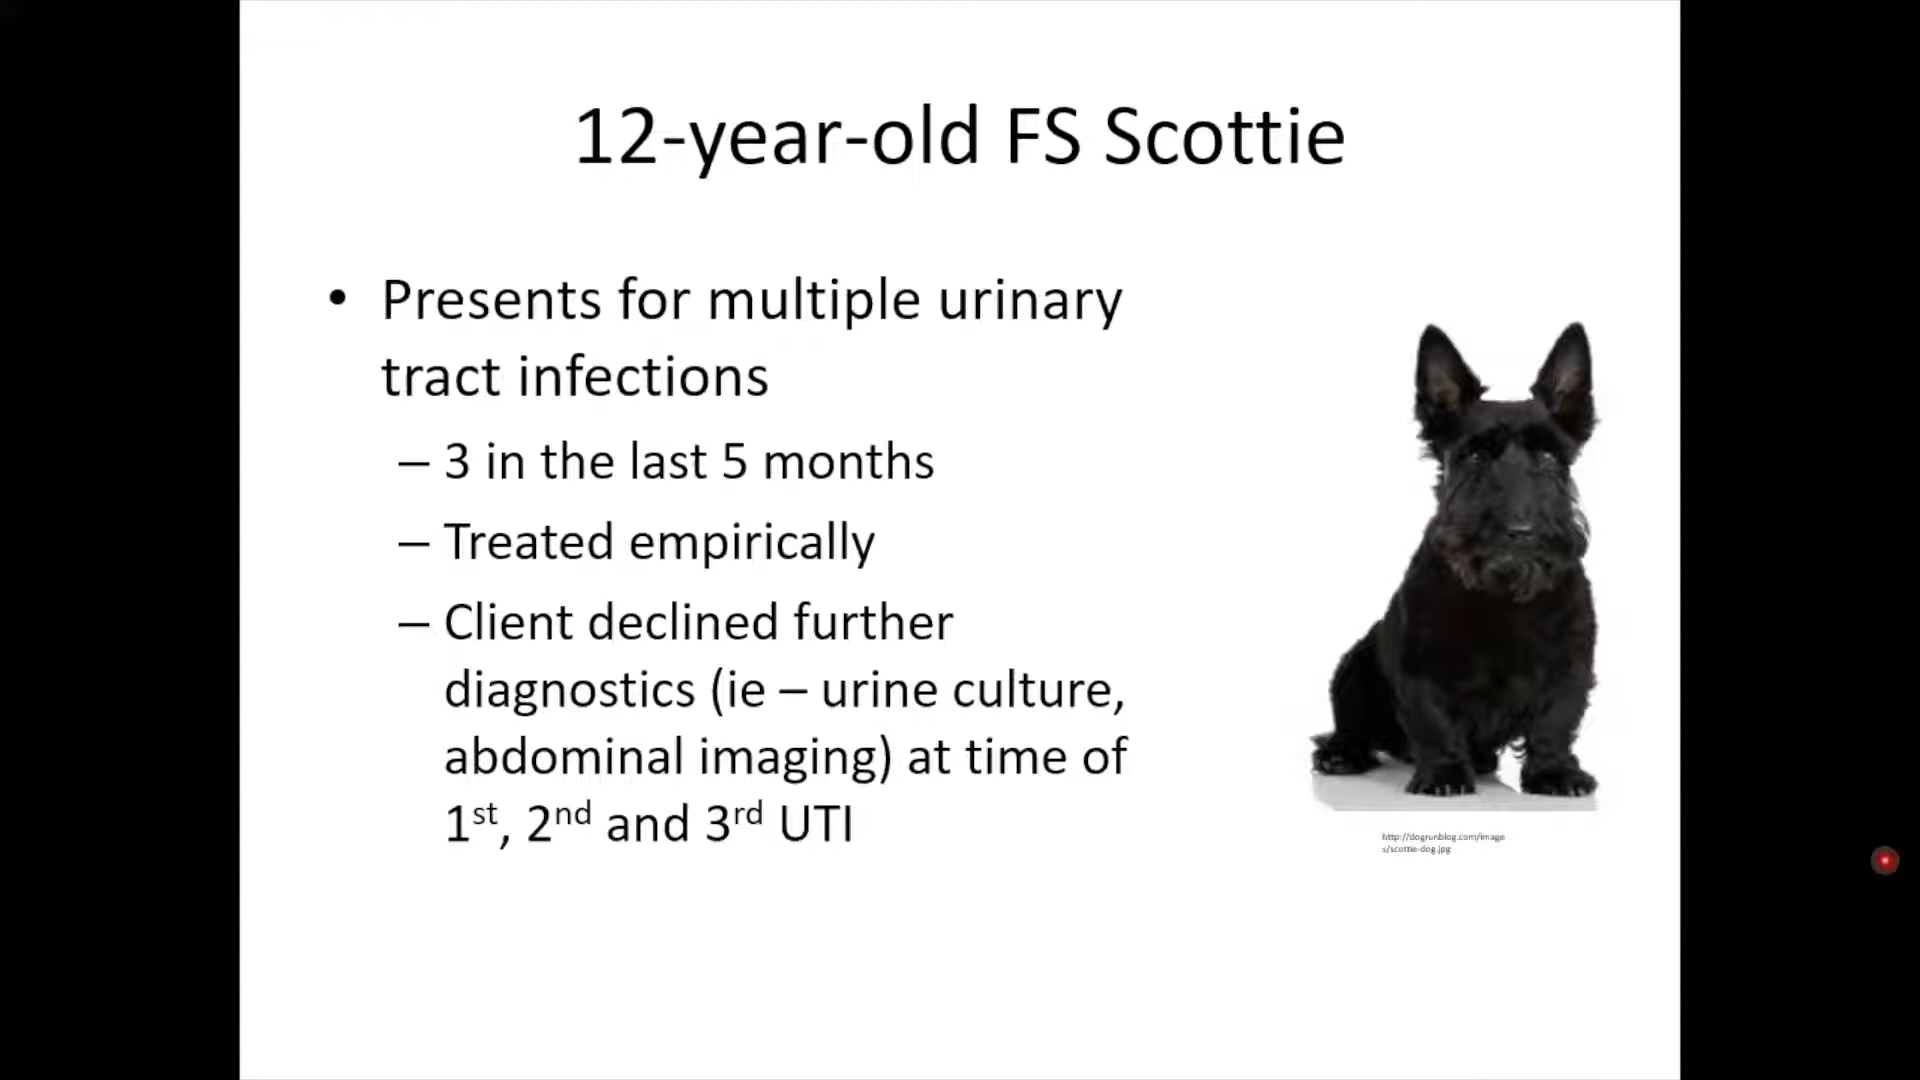 12-year-old FS Scottie
• Presents for multiple urinary
tract infections
– 3 in the last 5 months
– Treated empirically
– Client declined further
diagnostics (ie – urine culture,
abdominal imaging) at time of
1st, 2nd and 3rd UTI
http://dogrunblog.com/image
s/scottie-dog.jpg